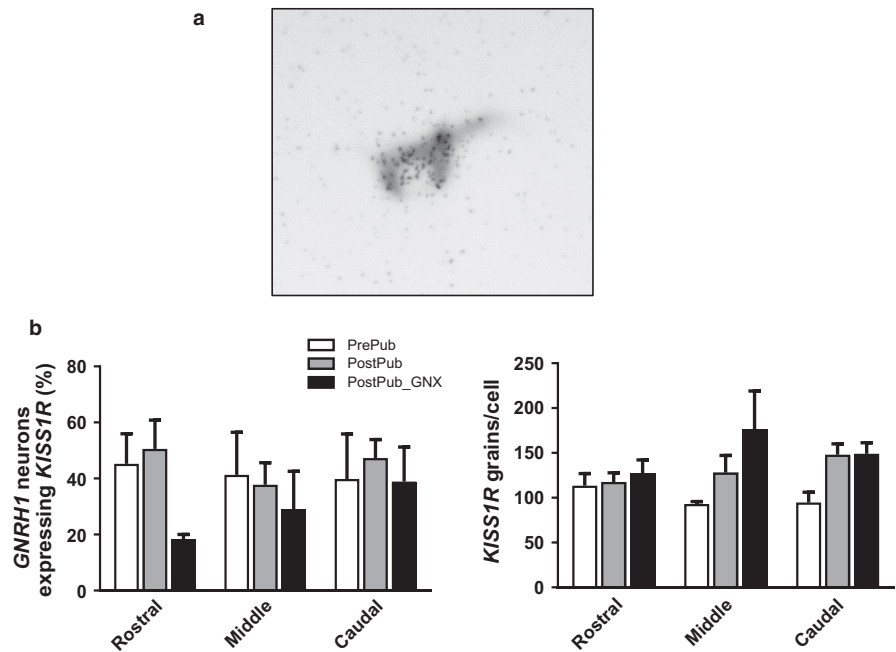 a
b
PrePub
PostPub
PostPub_GNX
GNRH1 neurons
expressing KISS1R (%)
80
60
40
20
0
Rostral
Middle
Caudal
KISS1R grains/cell
250
200
150
100
50
0
Rostral
Middle
Caudal